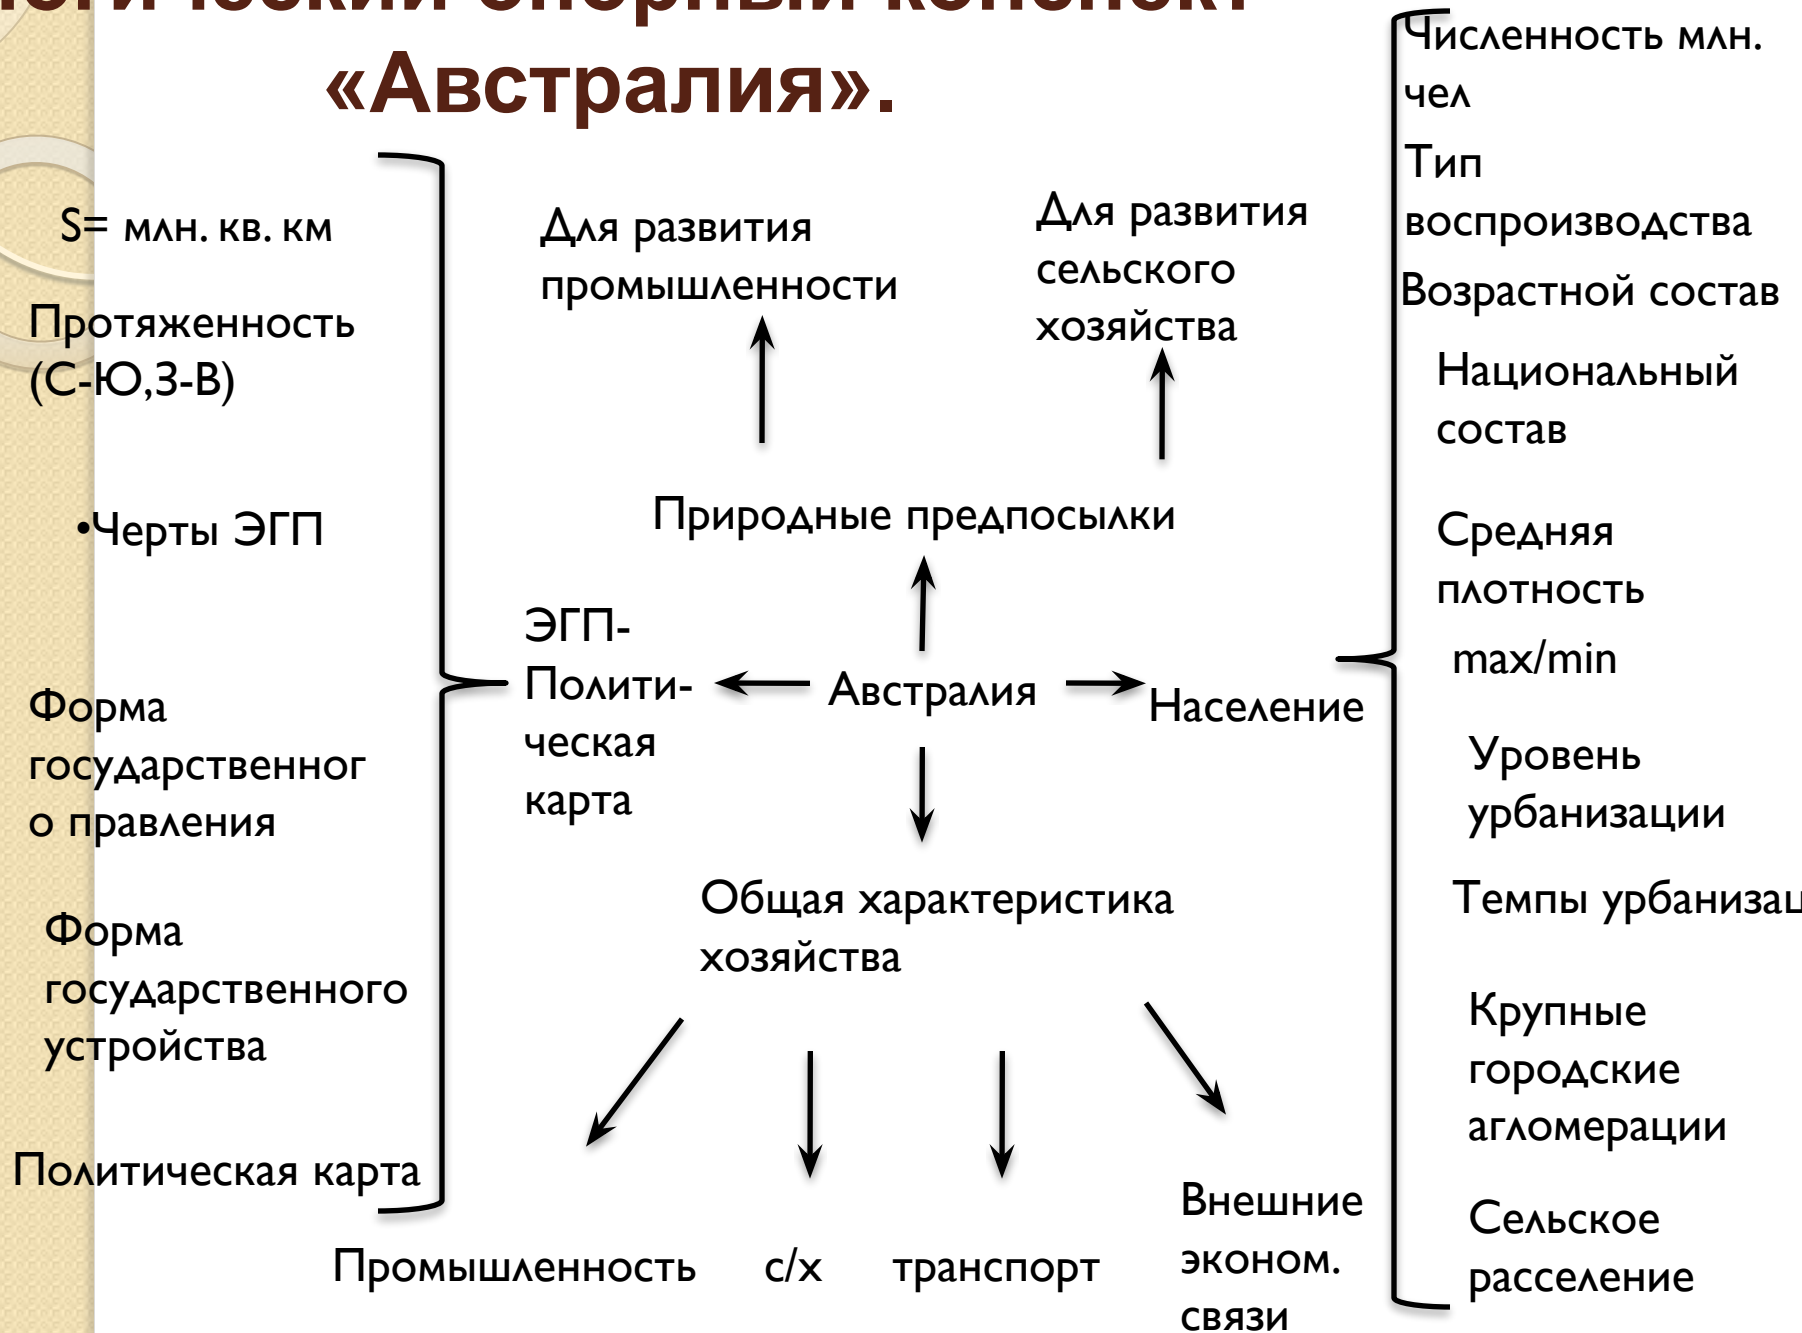 «Австралия».
S= млн. кв. км
Протяженность
(С-Ю,З-В)
•Черты ЭГП
Форма
государственног
о правления
Форма
государственного
устройства
Политическая карта
Для развития
промышленности
Для развития
сельского
хозяйства
Природные предпосылки
ЭГП-
Полити-
ческая
карта
Австралия
Население
Общая характеристика
хозяйства
Промышленность
с/х
транспорт
Внешние
эконом.
связи
Численность млн.
чел
Тип
воспроизводства
Возрастной состав
Национальный
состав
Средняя
плотность
max/min
Уровень
урбанизации
Темпы урбанизац
Крупные
городские
агломерации
Сельское
расселение